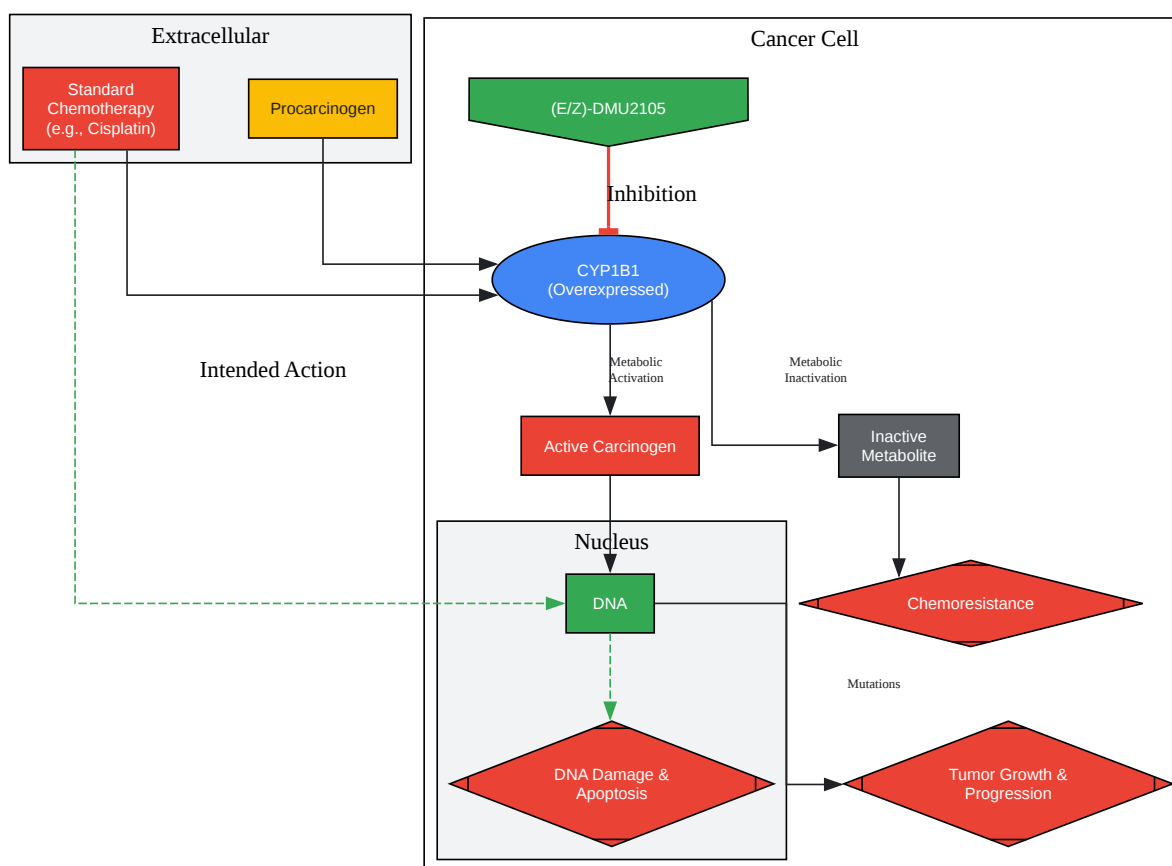 Extracellular
Cancer Cell
Standard
Chemotherapy
(e.g., Cisplatin)
Procarcinogen
(E/Z)-DMU2105
Inhibition
CYP1B1
(Overexpressed)
Intended Action
Metabolic
Activation
Metabolic
Inactivation
Active Carcinogen
Inactive
Metabolite
Nucleus
DNA
Chemoresistance
Mutations
DNA Damage &
Apoptosis
Tumor Growth &
Progression